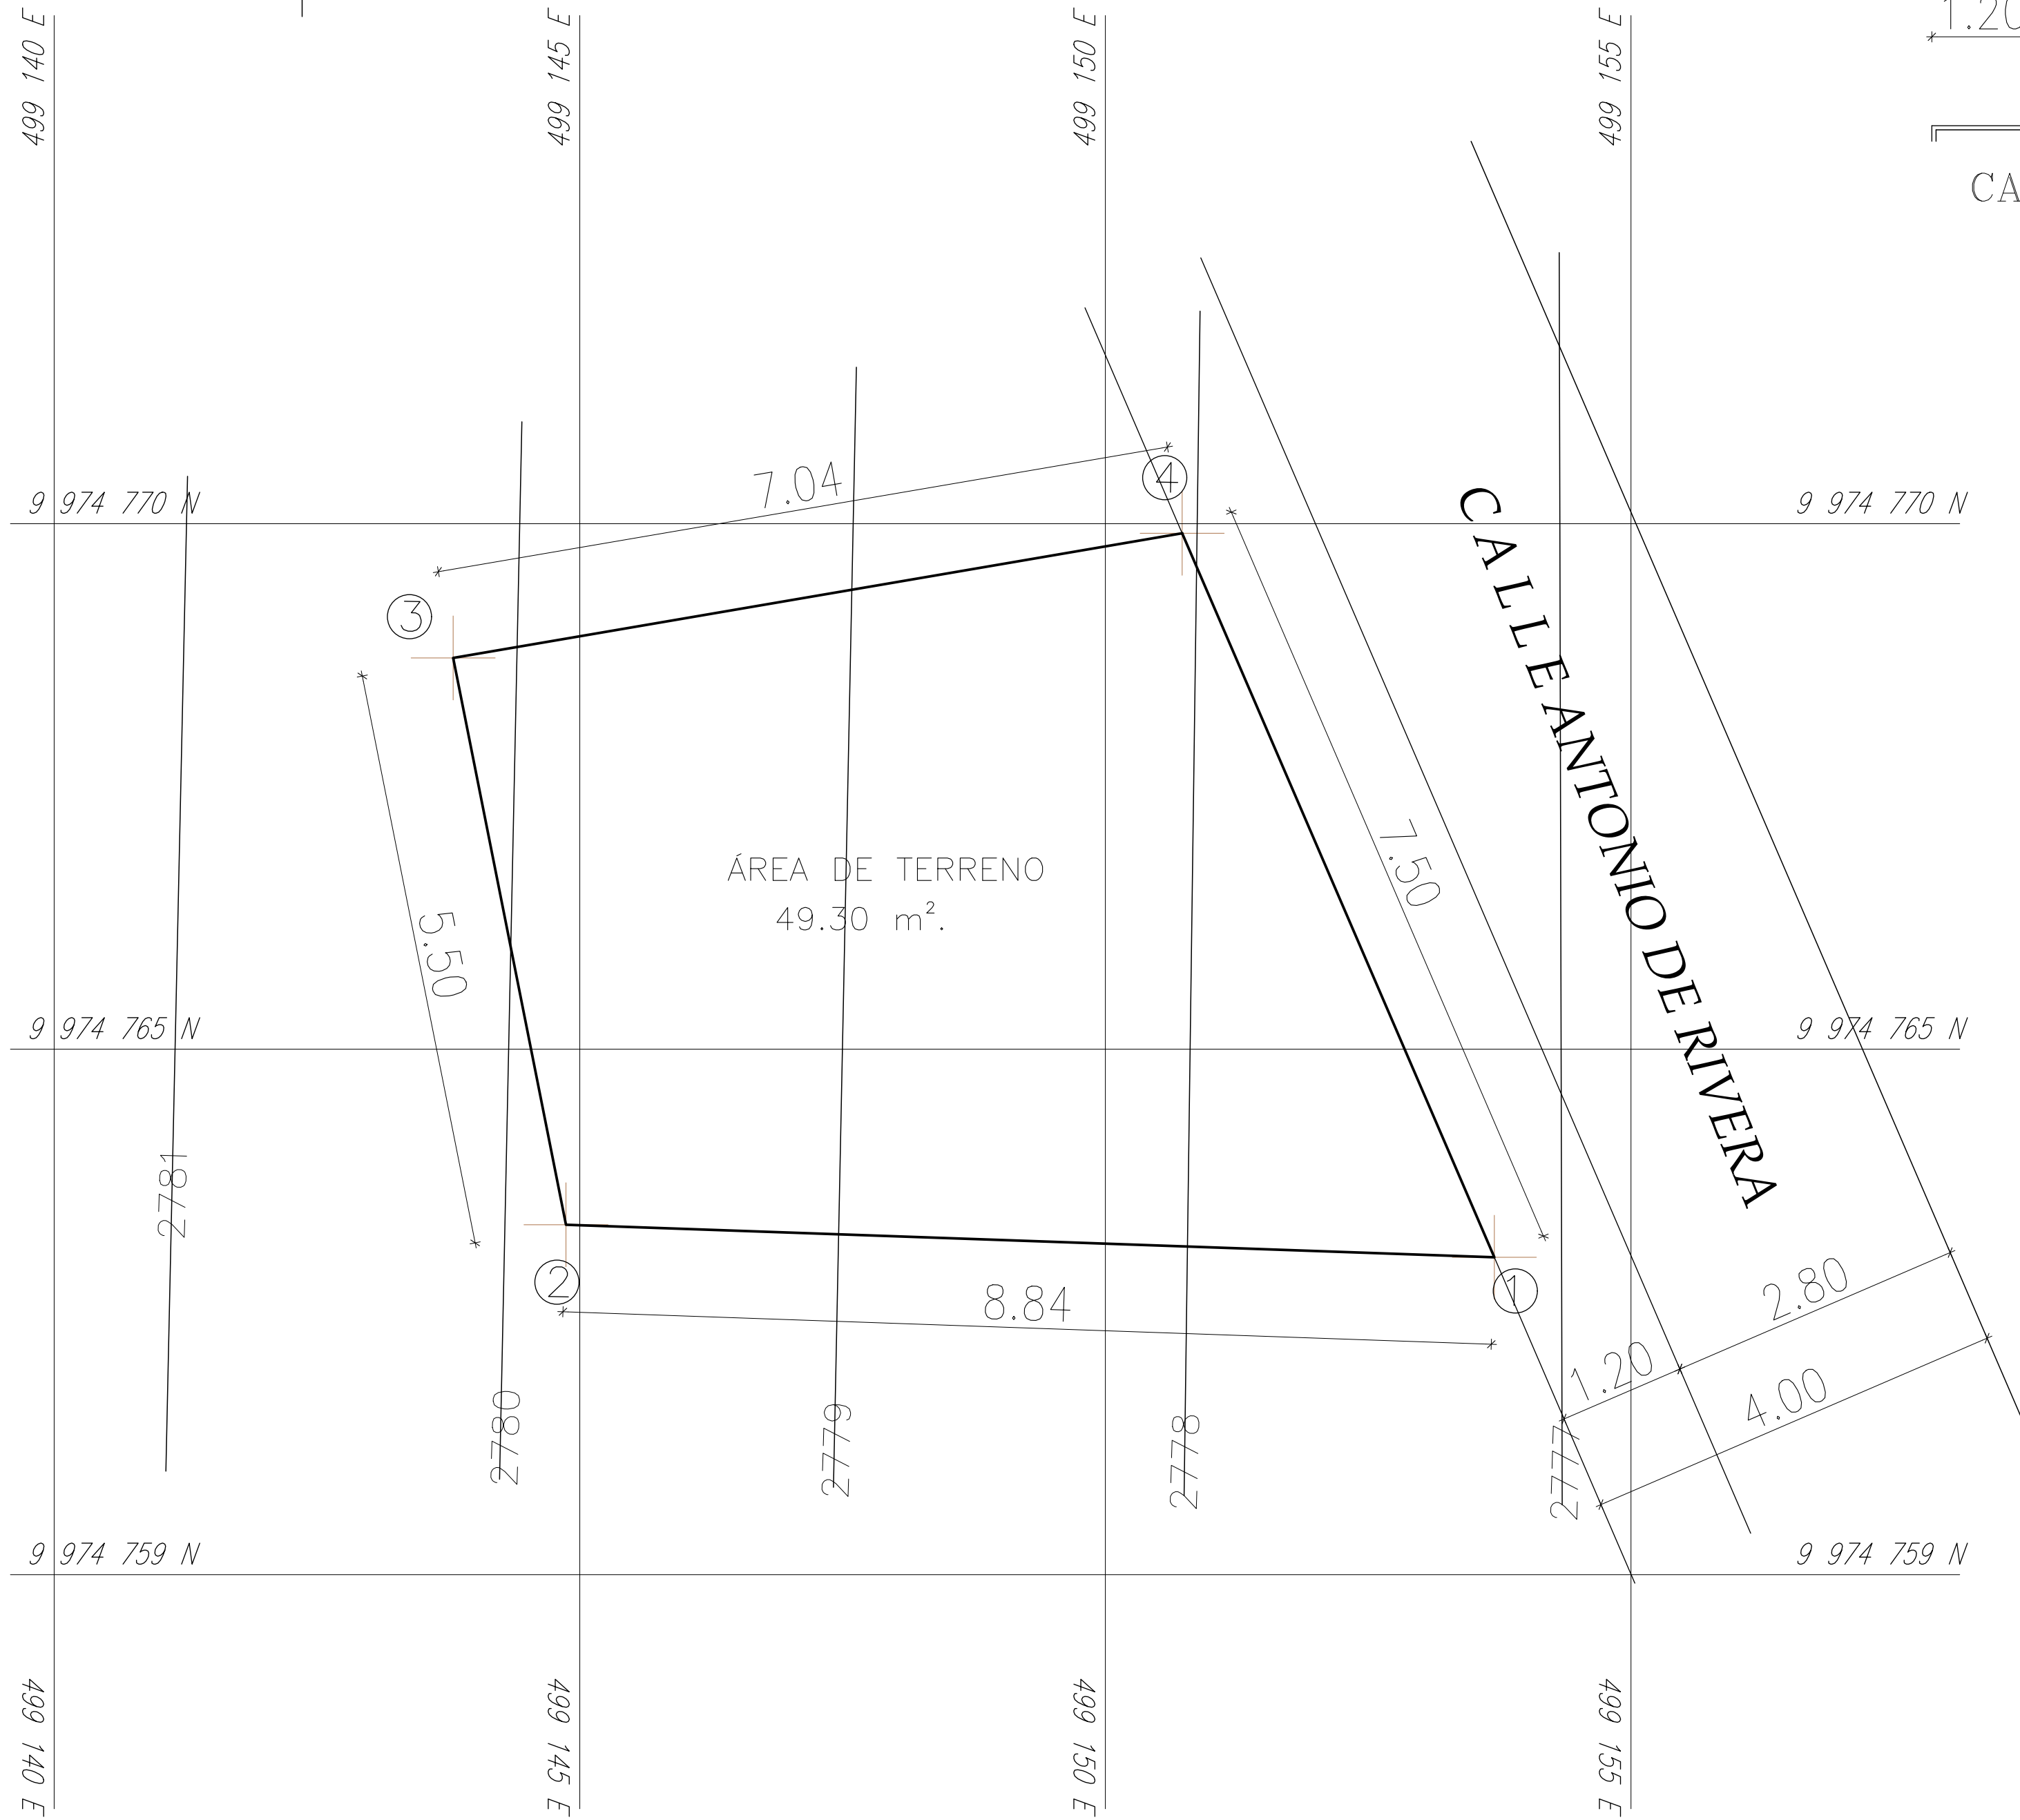 499 140 E
499 145 E
499 150 E
499 155 E
1.20
CA
7.04
4
9 974 770 N
9 974 770 N
3
CALLE ANTONIO DE RIVERA
7.50
ÁREA DE TERRENO
49.30 m².
5.50
9 974 765 N
9 974 765 N
2781
2
8.84
1
2.80
1.20
4.00
2780
2779
2778
2777
9 974 759 N
9 974 759 N
499 140 E
499 145 E
499 150 E
499 155 E